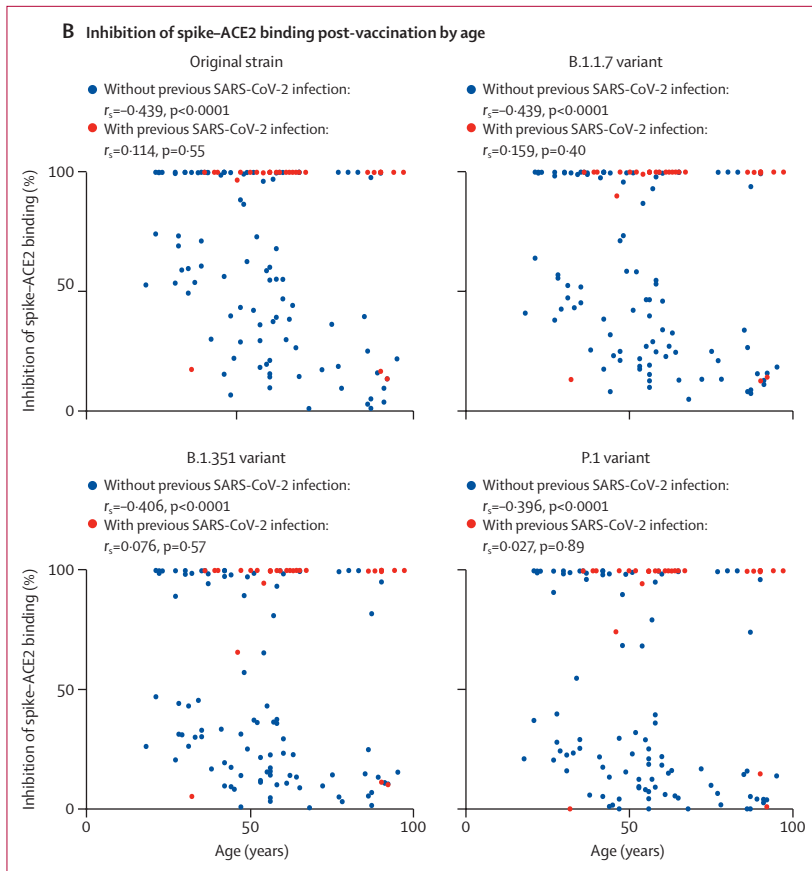 B Inhibition of spike–ACE2 binding post-vaccination by age
Original strain
Without previous SARS-CoV-2 infection:
rₛ=–0·439, p<0·0001
With previous SARS-CoV-2 infection:
rₛ=0·114, p=0·55
Inhibition of spike–ACE2 binding (%)
100
50
0
B.1.1.7 variant
Without previous SARS-CoV-2 infection:
rₛ=–0·439, p<0·0001
With previous SARS-CoV-2 infection:
rₛ=0·159, p=0·40
B.1.351 variant
Without previous SARS-CoV-2 infection:
rₛ=–0·406, p<0·0001
With previous SARS-CoV-2 infection:
rₛ=0·076, p=0·57
Inhibition of spike–ACE2 binding (%)
100
50
0
0
50
100
Age (years)
P.1 variant
Without previous SARS-CoV-2 infection:
rₛ=–0·396, p<0·0001
With previous SARS-CoV-2 infection:
rₛ=0·027, p=0·89
0
50
100
Age (years)